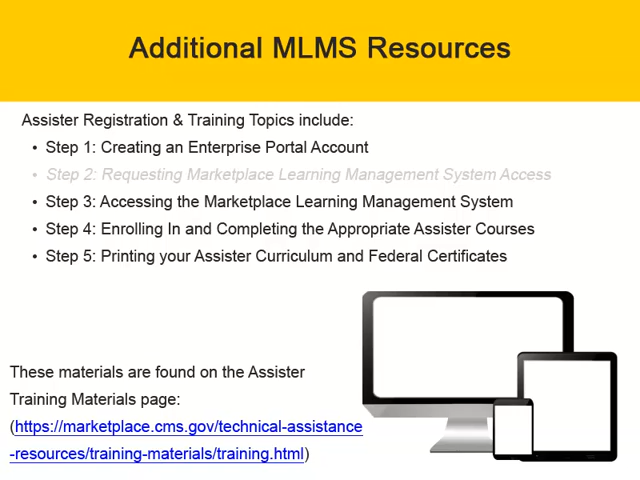 Additional MLMS Resources
Assister Registration & Training Topics include:
• Step 1: Creating an Enterprise Portal Account
• Step 2: Requesting Marketplace Learning Management System Access
• Step 3: Accessing the Marketplace Learning Management System
• Step 4: Enrolling In and Completing the Appropriate Assister Courses
• Step 5: Printing your Assister Curriculum and Federal Certificates
These materials are found on the Assister
Training Materials page:
(https://marketplace.cms.gov/technical-assistance
-resources/training-materials/training.html)